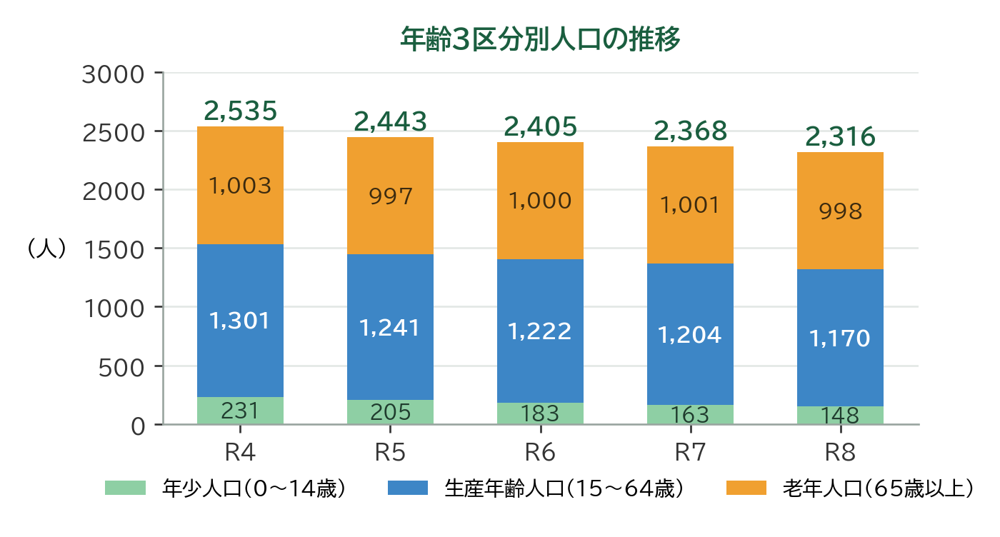 年齢3区分別人口の推移
3000
2500
2000
1500
1000
500
0
(人)
2,535
2,443
2,405
2,368
2,316
1,003
997
1,000
1,001
998
1,301
1,241
1,222
1,204
1,170
231
205
183
163
148
R4
R5
R6
R7
R8
年少人口(0～14歳)
生産年齢人口(15～64歳)
老年人口(65歳以上)